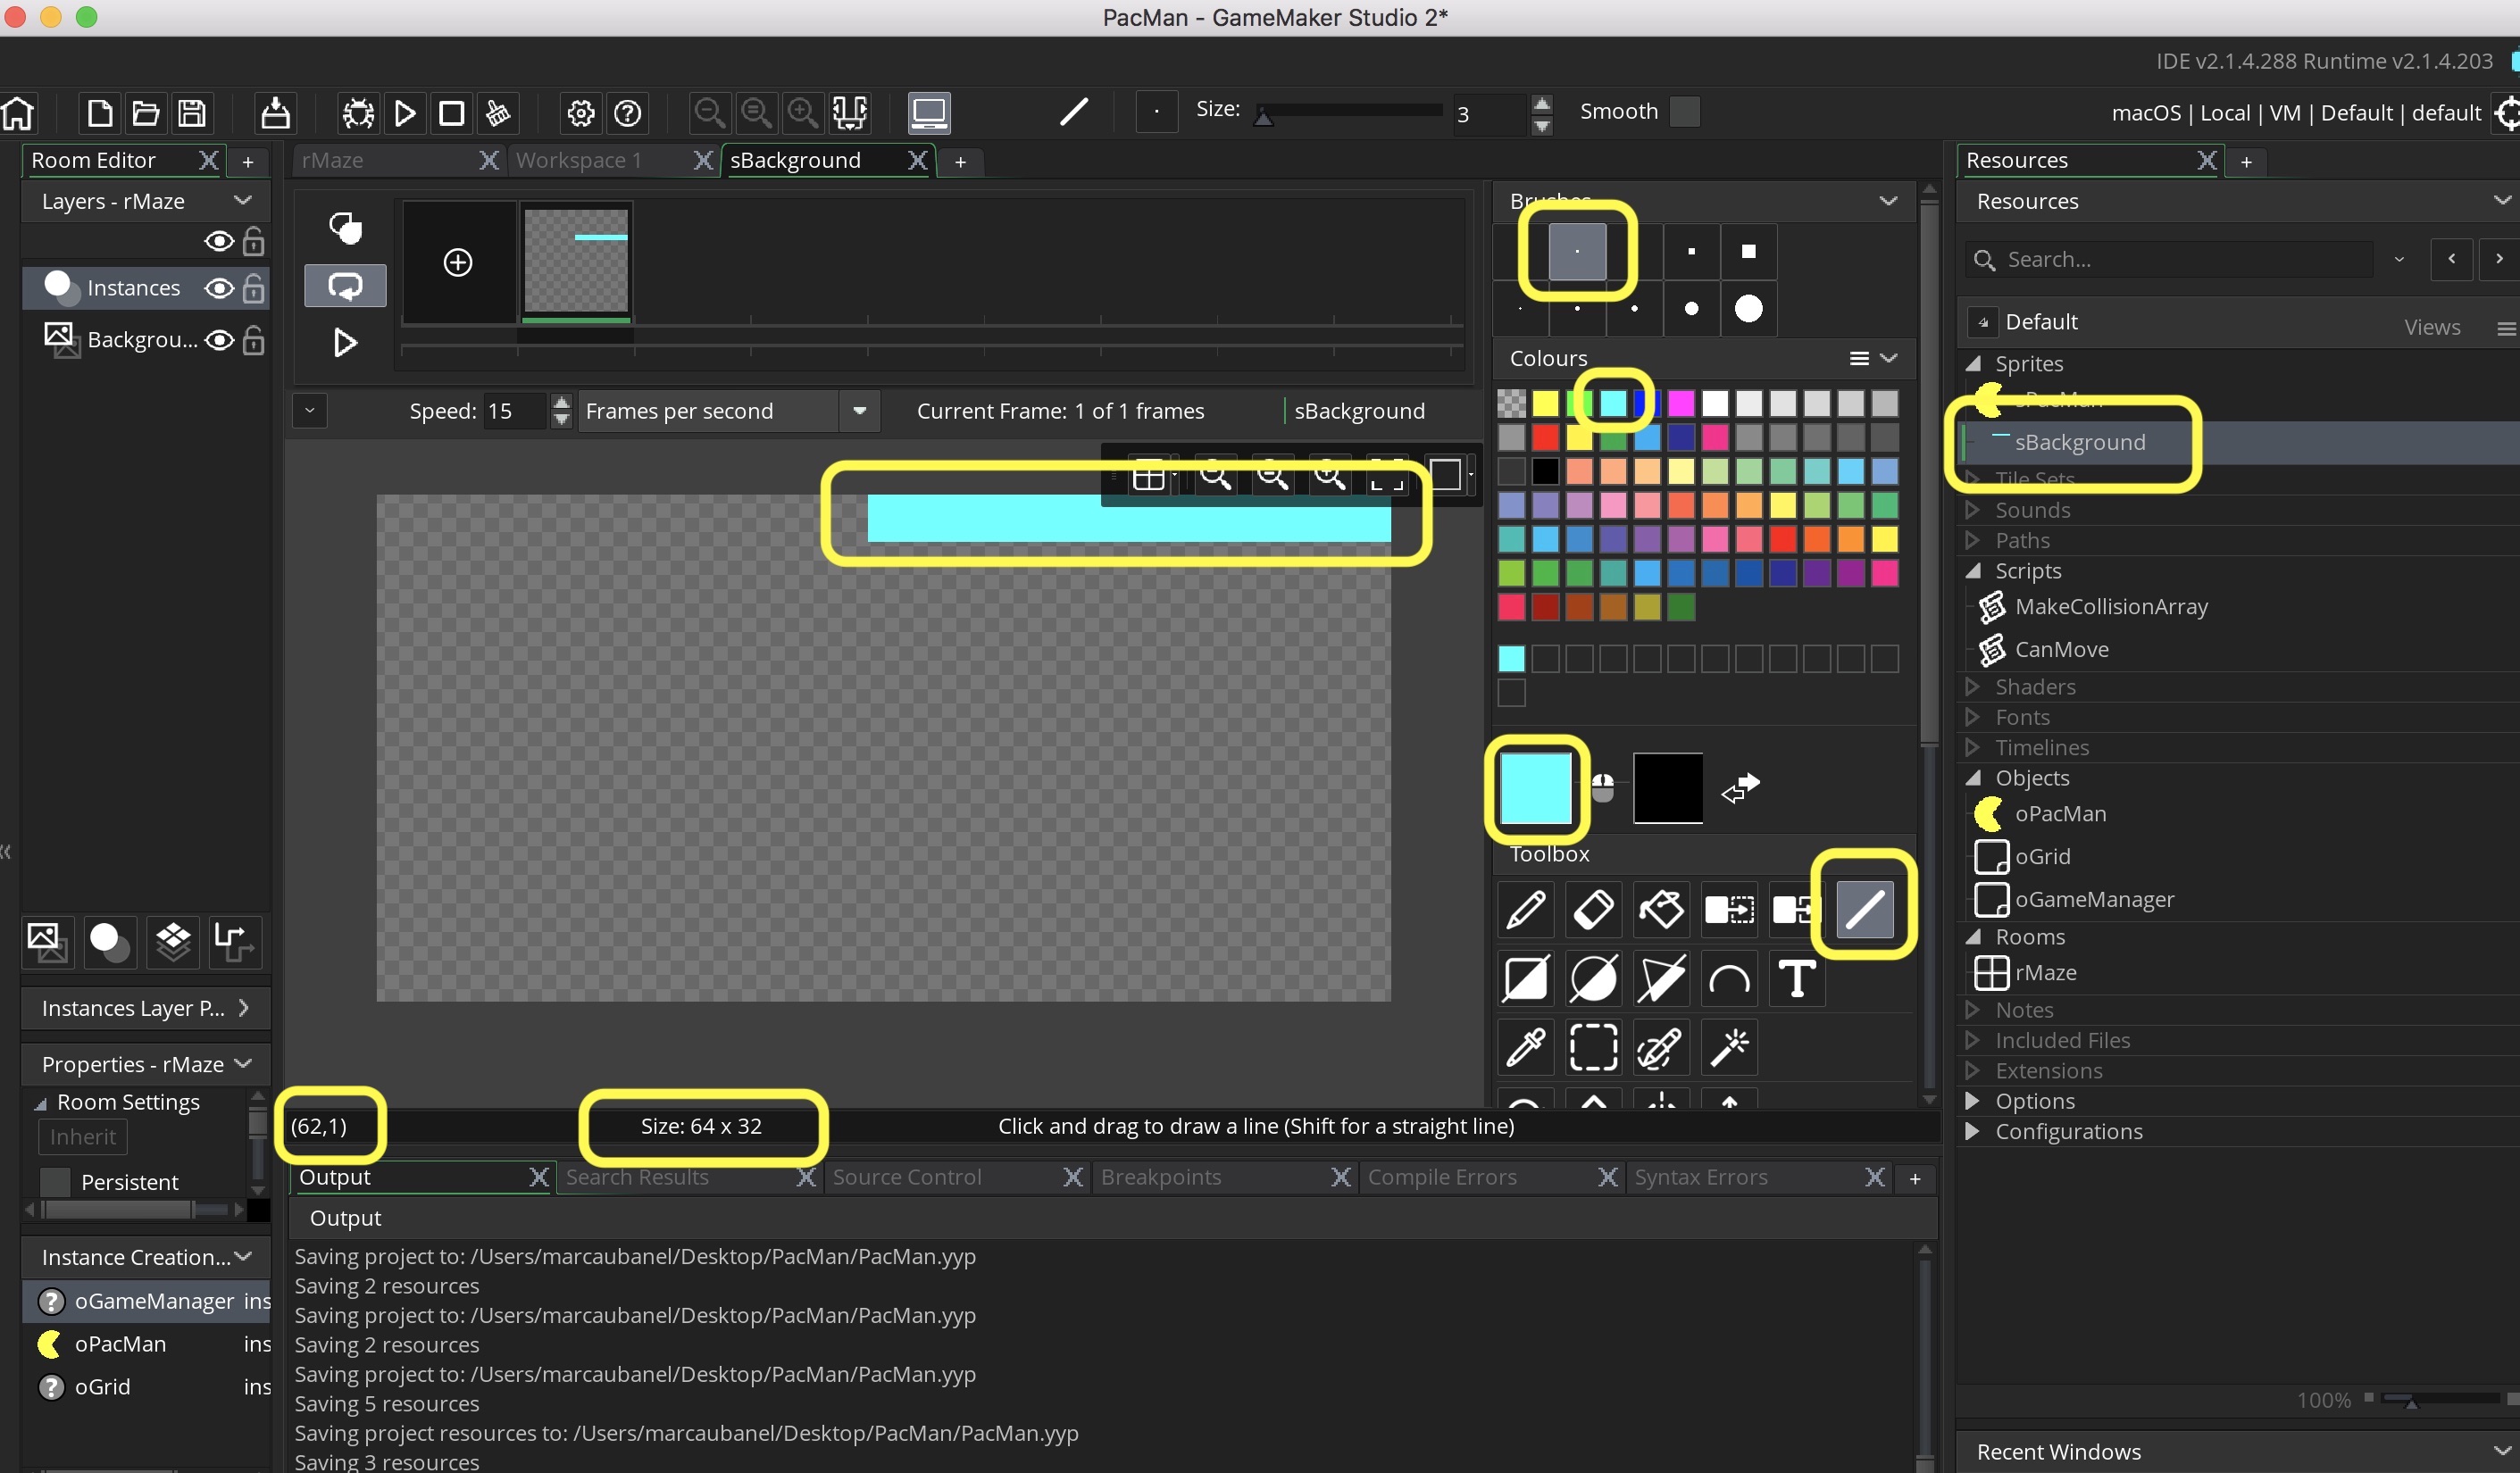 PacMan - GameMaker Studio 2*
IDE v2.1.4.288 Runtime v2.1.4.203
Size:
3
Smooth
macOS | Local | VM | Default | default
Room Editor
rMaze
Workspace 1
sBackground
Resources
Layers - rMaze
Brushes
Resources
Search...
Instances
Backgrou...
Default
Views
Colours
Sprites
sPacMan
Speed: 15
Frames per second
Current Frame: 1 of 1 frames
sBackground
sBackground
Tile Sets
Sounds
Paths
Scripts
MakeCollisionArray
CanMove
Shaders
Fonts
Timelines
Objects
oPacMan
Toolbox
oGrid
oGameManager
Rooms
rMaze
T
Instances Layer P...
Notes
Included Files
Properties - rMaze
Extensions
Room Settings
Options
(62,1)
Size: 64 x 32
Click and drag to draw a line (Shift for a straight line)
Inherit
Configurations
Persistent
Output
Search Results
Source Control
Breakpoints
Compile Errors
Syntax Errors
Output
Instance Creation...
Saving project to: /Users/marcaubanel/Desktop/PacMan/PacMan.yyp
Saving 2 resources
oGameManager ins
Saving project to: /Users/marcaubanel/Desktop/PacMan/PacMan.yyp
oPacMan ins
Saving 2 resources
Saving project to: /Users/marcaubanel/Desktop/PacMan/PacMan.yyp
oGrid ins
Saving 5 resources
100%
Saving project resources to: /Users/marcaubanel/Desktop/PacMan/PacMan.yyp
Saving 3 resources
Recent Windows